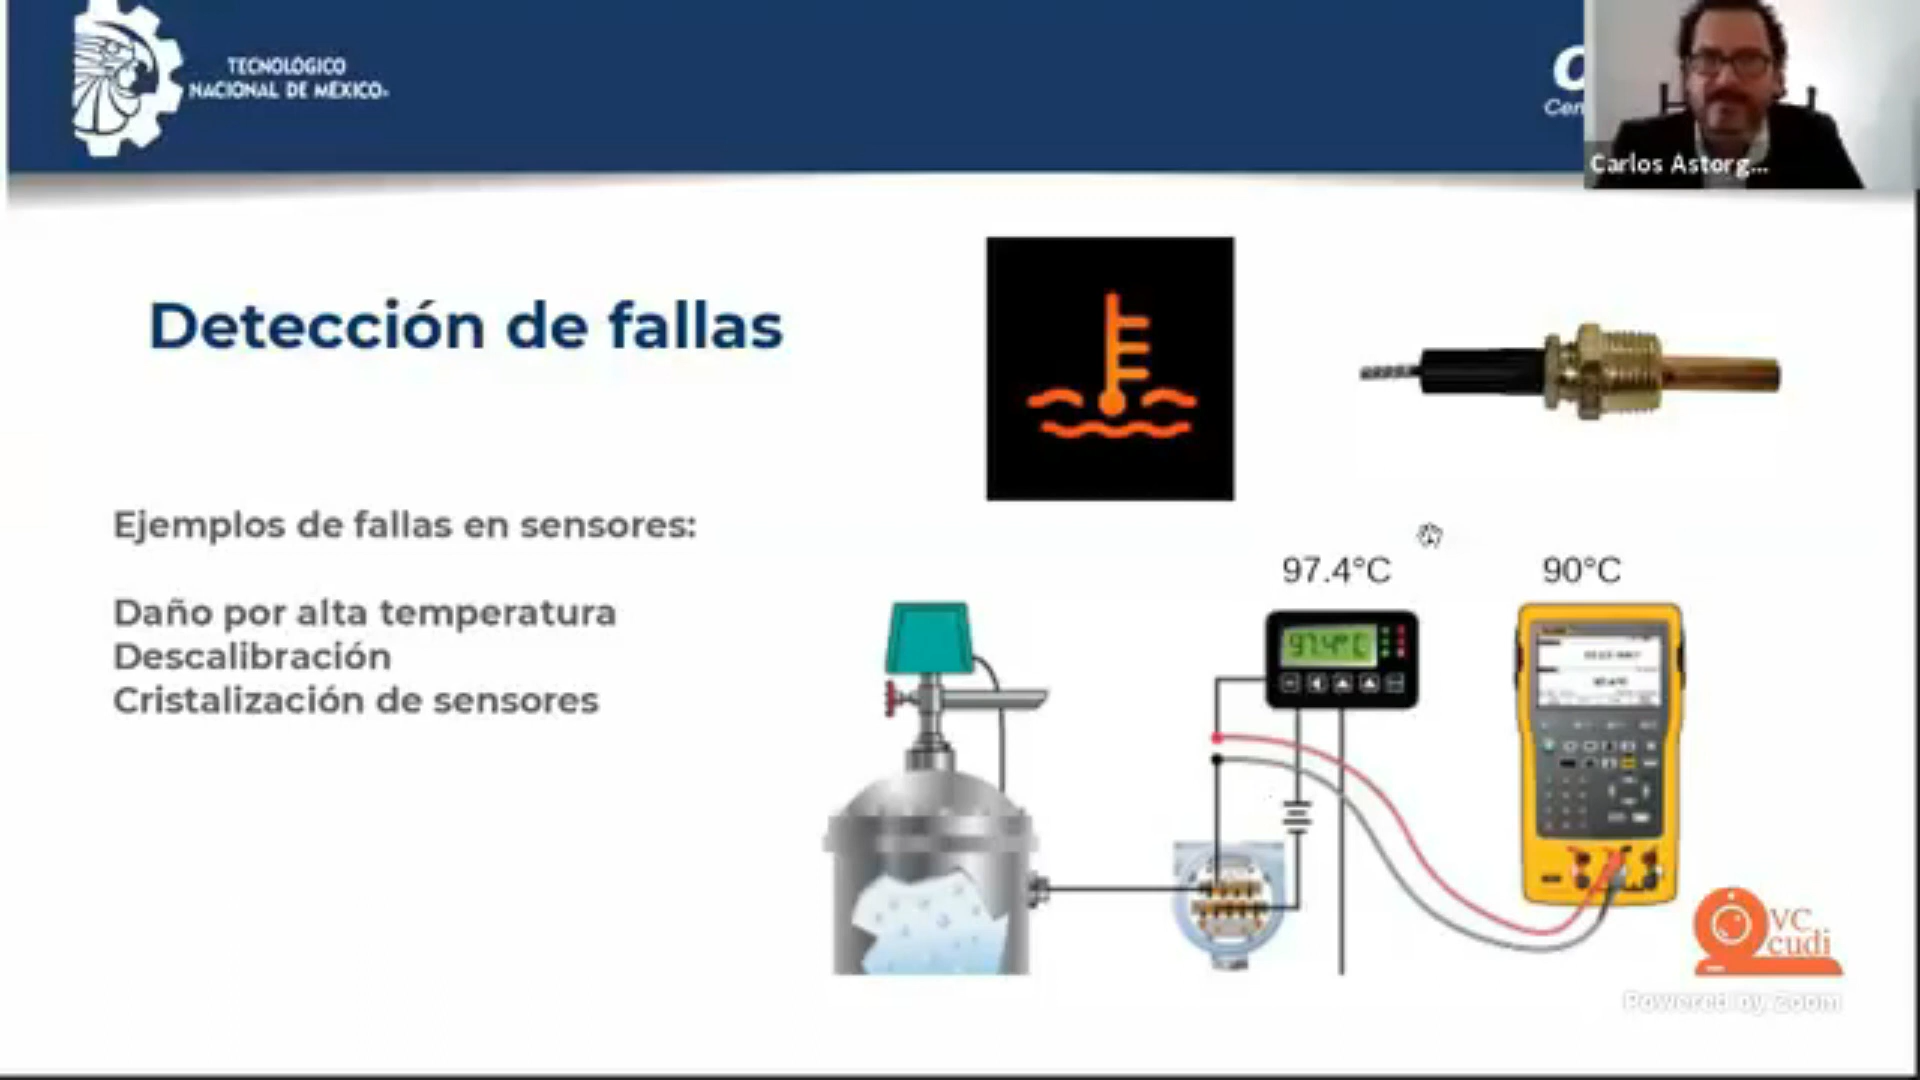 TECNOLÓGICO
NACIONAL DE MÉXICO®
Cen
Carlos Astorg...
Detección de fallas
Ejemplos de fallas en sensores:
Daño por alta temperatura
Descalibración
Cristalización de sensores
97.4°C
90°C
97.4°C
VC
cudi
Powered by Zoom